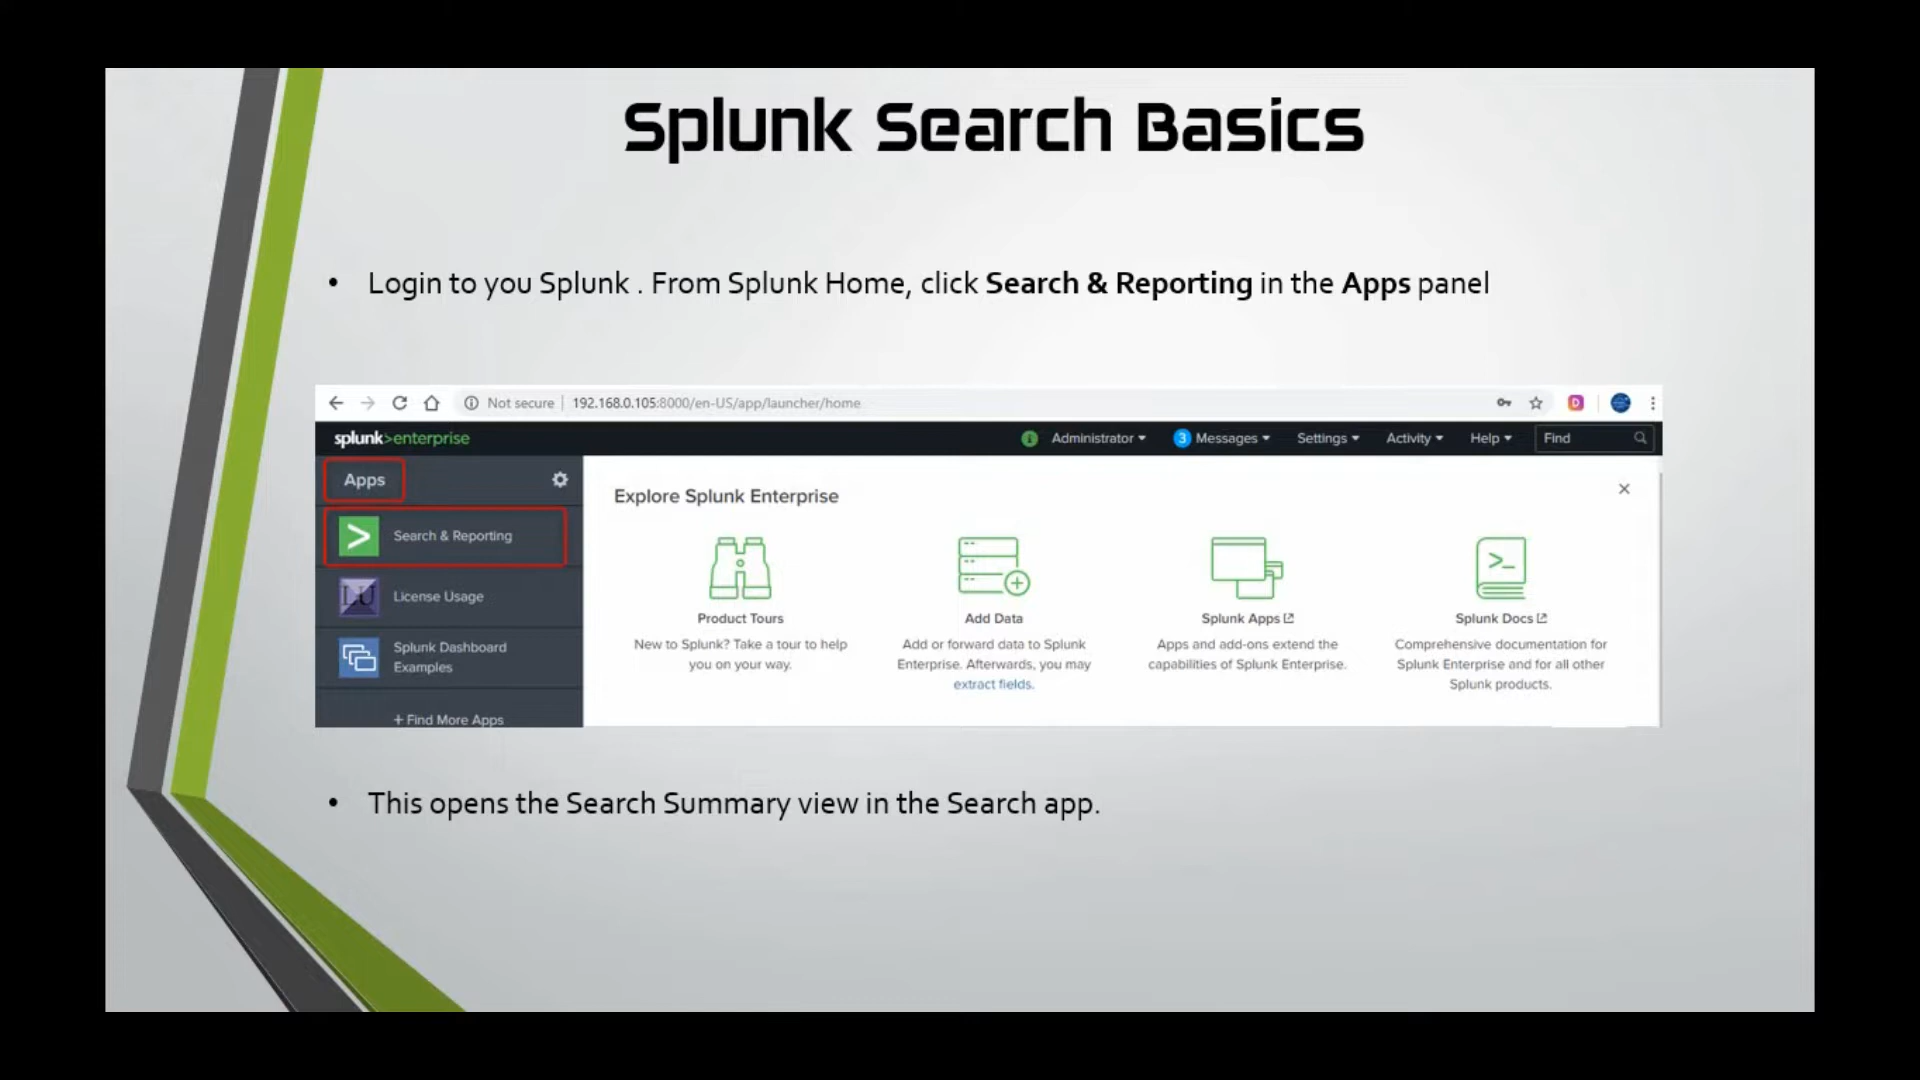 Splunk Search Basics
• Login to you Splunk . From Splunk Home, click Search & Reporting in the Apps panel
Not secure | 192.168.0.105:8000/en-US/app/launcher/home
D
splunk>enterprise
i Administrator 3 Messages Settings Activity Help Find
Apps
Search & Reporting
LU License Usage
Splunk Dashboard
Examples
+ Find More Apps
Explore Splunk Enterprise
Product Tours
New to Splunk? Take a tour to help
you on your way.
Add Data
Add or forward data to Splunk
Enterprise. Afterwards, you may
extract fields.
Splunk Apps
Apps and add-ons extend the
capabilities of Splunk Enterprise.
Splunk Docs
Comprehensive documentation for
Splunk Enterprise and for all other
Splunk products.
• This opens the Search Summary view in the Search app.